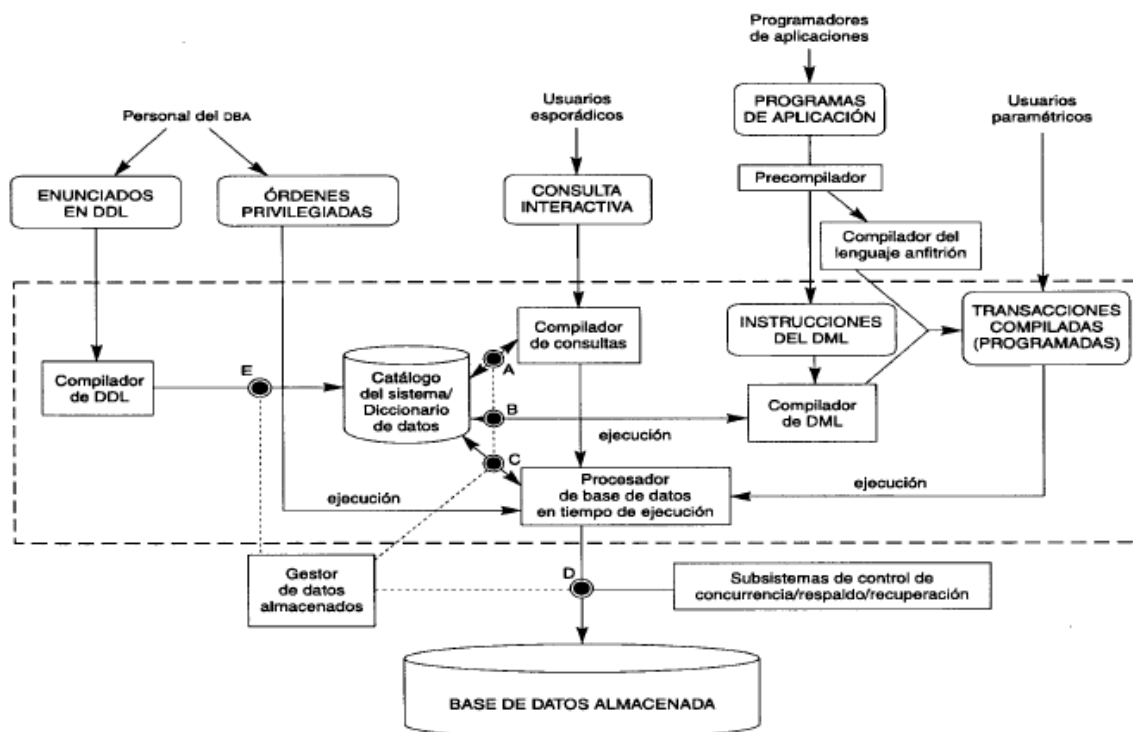 Programadores
de aplicaciones
Personal del DBA
Usuarios
esporádicos
PROGRAMAS
DE APLICACIÓN
Usuarios
paramétricos
ENUNCIADOS
EN DDL
ÓRDENES
PRIVILEGIADAS
CONSULTA
INTERACTIVA
Precompilador
Compilador del
lenguaje anfitrión
Compilador
de consultas
INSTRUCCIONES
DEL DML
TRANSACCIONES
COMPILADAS
(PROGRAMADAS)
Compilador
de DDL
E
Catálogo
del sistema/
Diccionario
de datos
A
B
C
Compilador
de DML
ejecución
ejecución
Procesador
de base de datos
en tiempo de ejecución
ejecución
Gestor
de datos
almacenados
D
Subsistemas de control de
concurrencia/respaldo/recuperación
BASE DE DATOS ALMACENADA